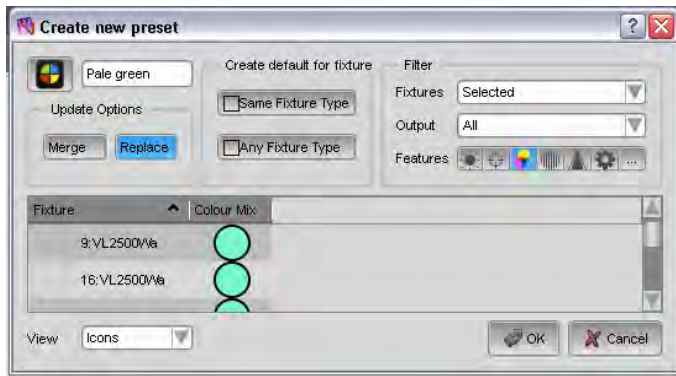 Create new preset
?
Pale green
Update Options
Merge
Replace
Create default for fixture
Same Fixture Type
Any Fixture Type
Filter
Fixtures Selected
Output All
Features ...
Fixture Colour Mix
9:VL2500Wa
16:VL2500Wa
View Icons
OK
Cancel